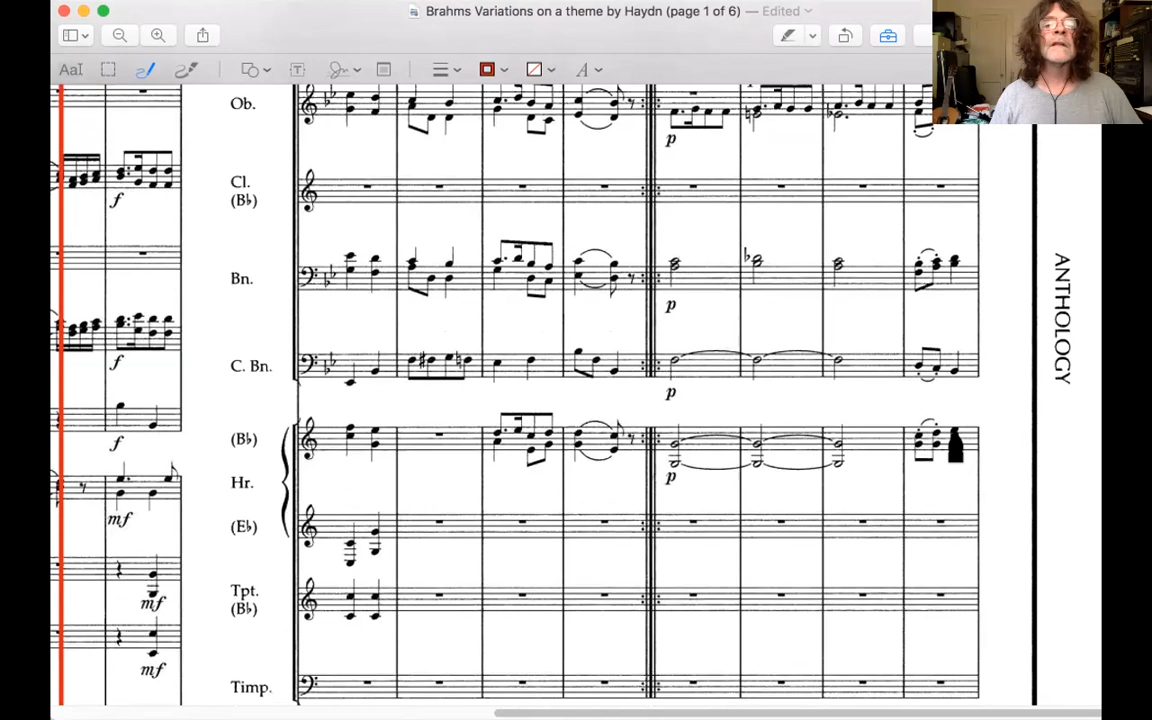 Brahms Variations on a theme by Haydn (page 1 of 6) — Edited
AaI
T
A
Ob.
p
Cl.
(B♭)
f
Bn.
p
f
C. Bn.
p
f
(B♭)
p
Hr.
mf
(E♭)
Tpt.
(B♭)
mf
mf
Timp.
ANTHOLOGY